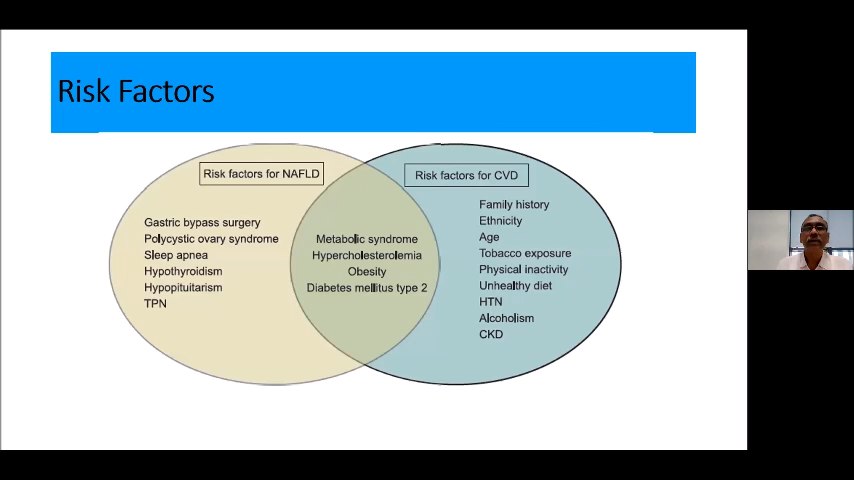 Risk Factors
Risk factors for NAFLD
Gastric bypass surgery
Polycystic ovary syndrome
Sleep apnea
Hypothyroidism
Hypopituitarism
TPN
Metabolic syndrome
Hypercholesterolemia
Obesity
Diabetes mellitus type 2
Risk factors for CVD
Family history
Ethnicity
Age
Tobacco exposure
Physical inactivity
Unhealthy diet
HTN
Alcoholism
CKD